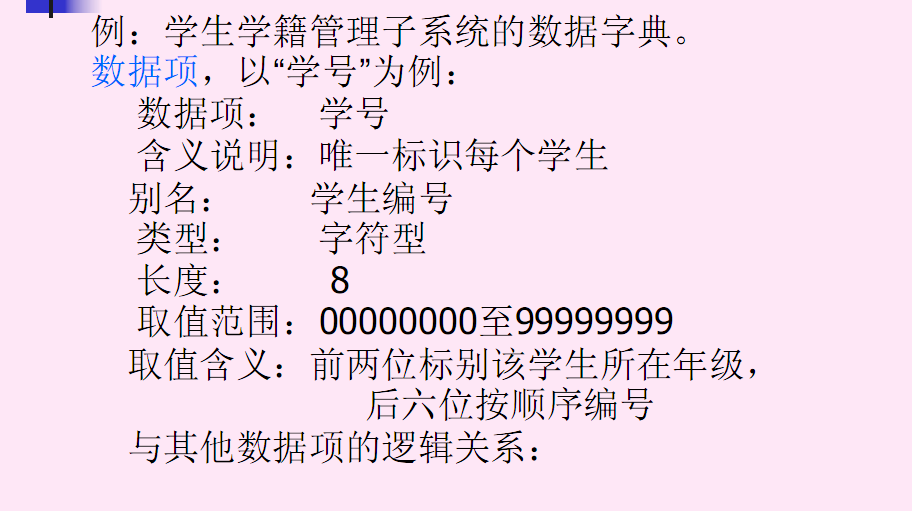 例：学生学籍管理子系统的数据字典。
数据项，以“学号”为例：
数据项： 学号
含义说明：唯一标识每个学生
别名： 学生编号
类型： 字符型
长度： 8
取值范围：00000000至99999999
取值含义：前两位标别该学生所在年级，
后六位按顺序编号
与其他数据项的逻辑关系：